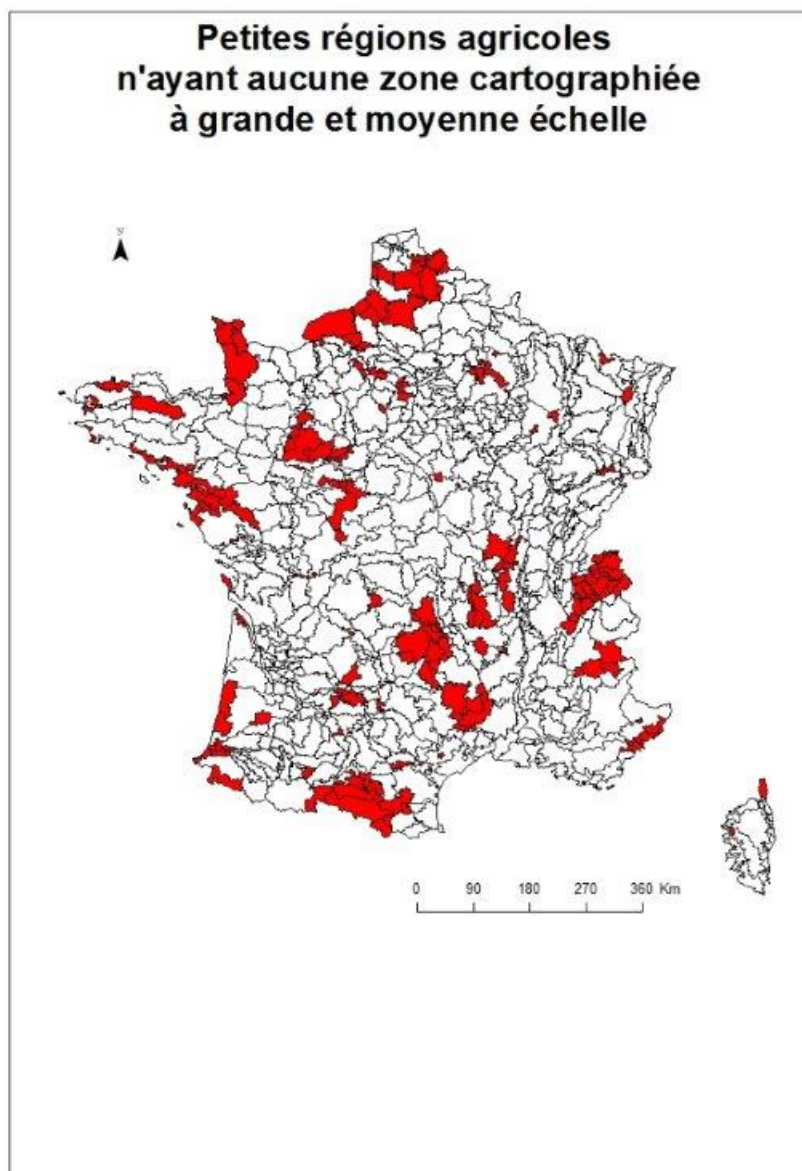 Petites régions agricoles
n'ayant aucune zone cartographiée
à grande et moyenne échelle
N
0 90 180 270 360 Km